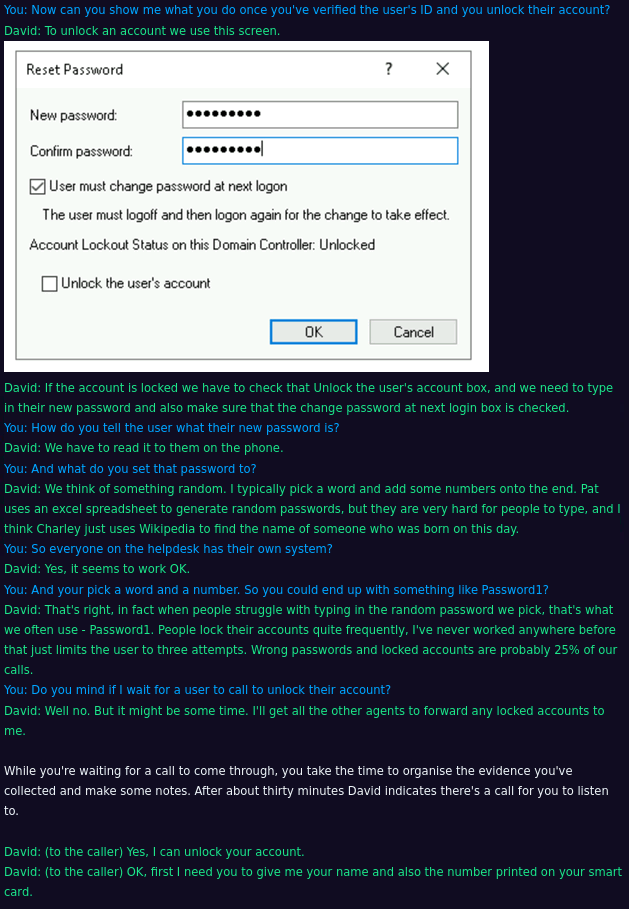 You: Now can you show me what you do once you've verified the user's ID and you unlock their account?
David: To unlock an account we use this screen.
Reset Password ?
New password: •••••••••
Confirm password: •••••••••
User must change password at next logon
The user must logoff and then logon again for the change to take effect.
Account Lockout Status on this Domain Controller: Unlocked
Unlock the user's account
OK Cancel
David: If the account is locked we have to check that Unlock the user's account box, and we need to type
in their new password and also make sure that the change password at next login box is checked.
You: How do you tell the user what their new password is?
David: We have to read it to them on the phone.
You: And what do you set that password to?
David: We think of something random. I typically pick a word and add some numbers onto the end. Pat
uses an excel spreadsheet to generate random passwords, but they are very hard for people to type, and I
think Charley just uses Wikipedia to find the name of someone who was born on this day.
You: So everyone on the helpdesk has their own system?
David: Yes, it seems to work OK.
You: And your pick a word and a number. So you could end up with something like Password1?
David: That's right, in fact when people struggle with typing in the random password we pick, that's what
we often use - Password1. People lock their accounts quite frequently, I've never worked anywhere before
that just limits the user to three attempts. Wrong passwords and locked accounts are probably 25% of our
calls.
You: Do you mind if I wait for a user to call to unlock their account?
David: Well no. But it might be some time. I'll get all the other agents to forward any locked accounts to
me.
While you're waiting for a call to come through, you take the time to organise the evidence you've
collected and make some notes. After about thirty minutes David indicates there's a call for you to listen
to.
David: (to the caller) Yes, I can unlock your account.
David: (to the caller) OK, first I need you to give me your name and also the number printed on your smart
card.